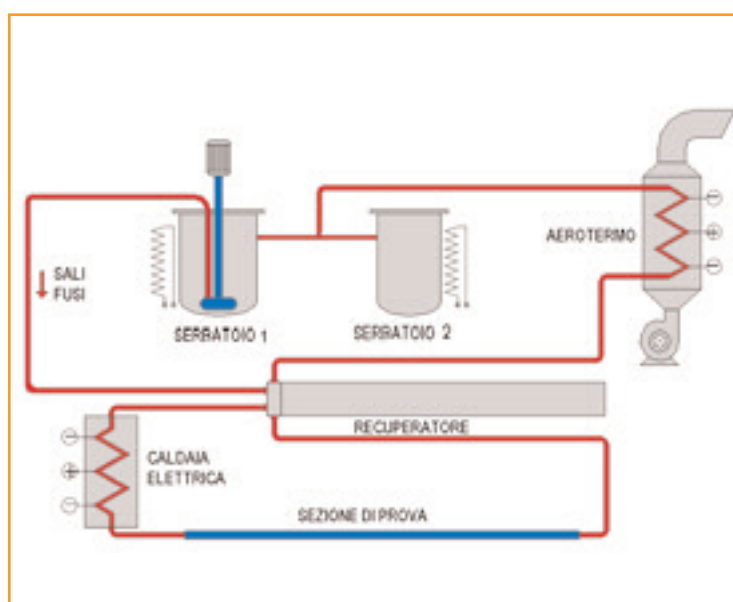 AEROTERMO
SALI
FUSI
SERBATOIO 1
SERBATOIO 2
RECUPERATORE
CALDAIA
ELETTRICA
SEZIONE DI PROVA